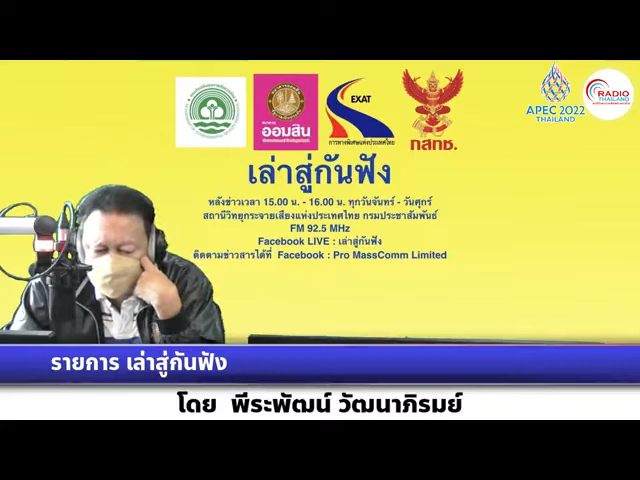 EXAT
ธนาคาร
ออมสิน
การทางพิเศษแห่งประเทศไทย
กสทช.
APEC 2022
THAILAND
RADIO
THAILAND
เล่าสู่กันฟัง
หลังข่าวเวลา 15.00 น. - 16.00 น. ทุกวันจันทร์ - วันศุกร์
สถานีวิทยุกระจายเสียงแห่งประเทศไทย กรมประชาสัมพันธ์
FM 92.5 MHz
Facebook LIVE : เล่าสู่กันฟัง
ติดตามข่าวสารได้ที่ Facebook : Pro MassComm Limited
รายการ เล่าสู่กันฟัง
โดย พีระพัฒน์ วัฒนาภิรมย์